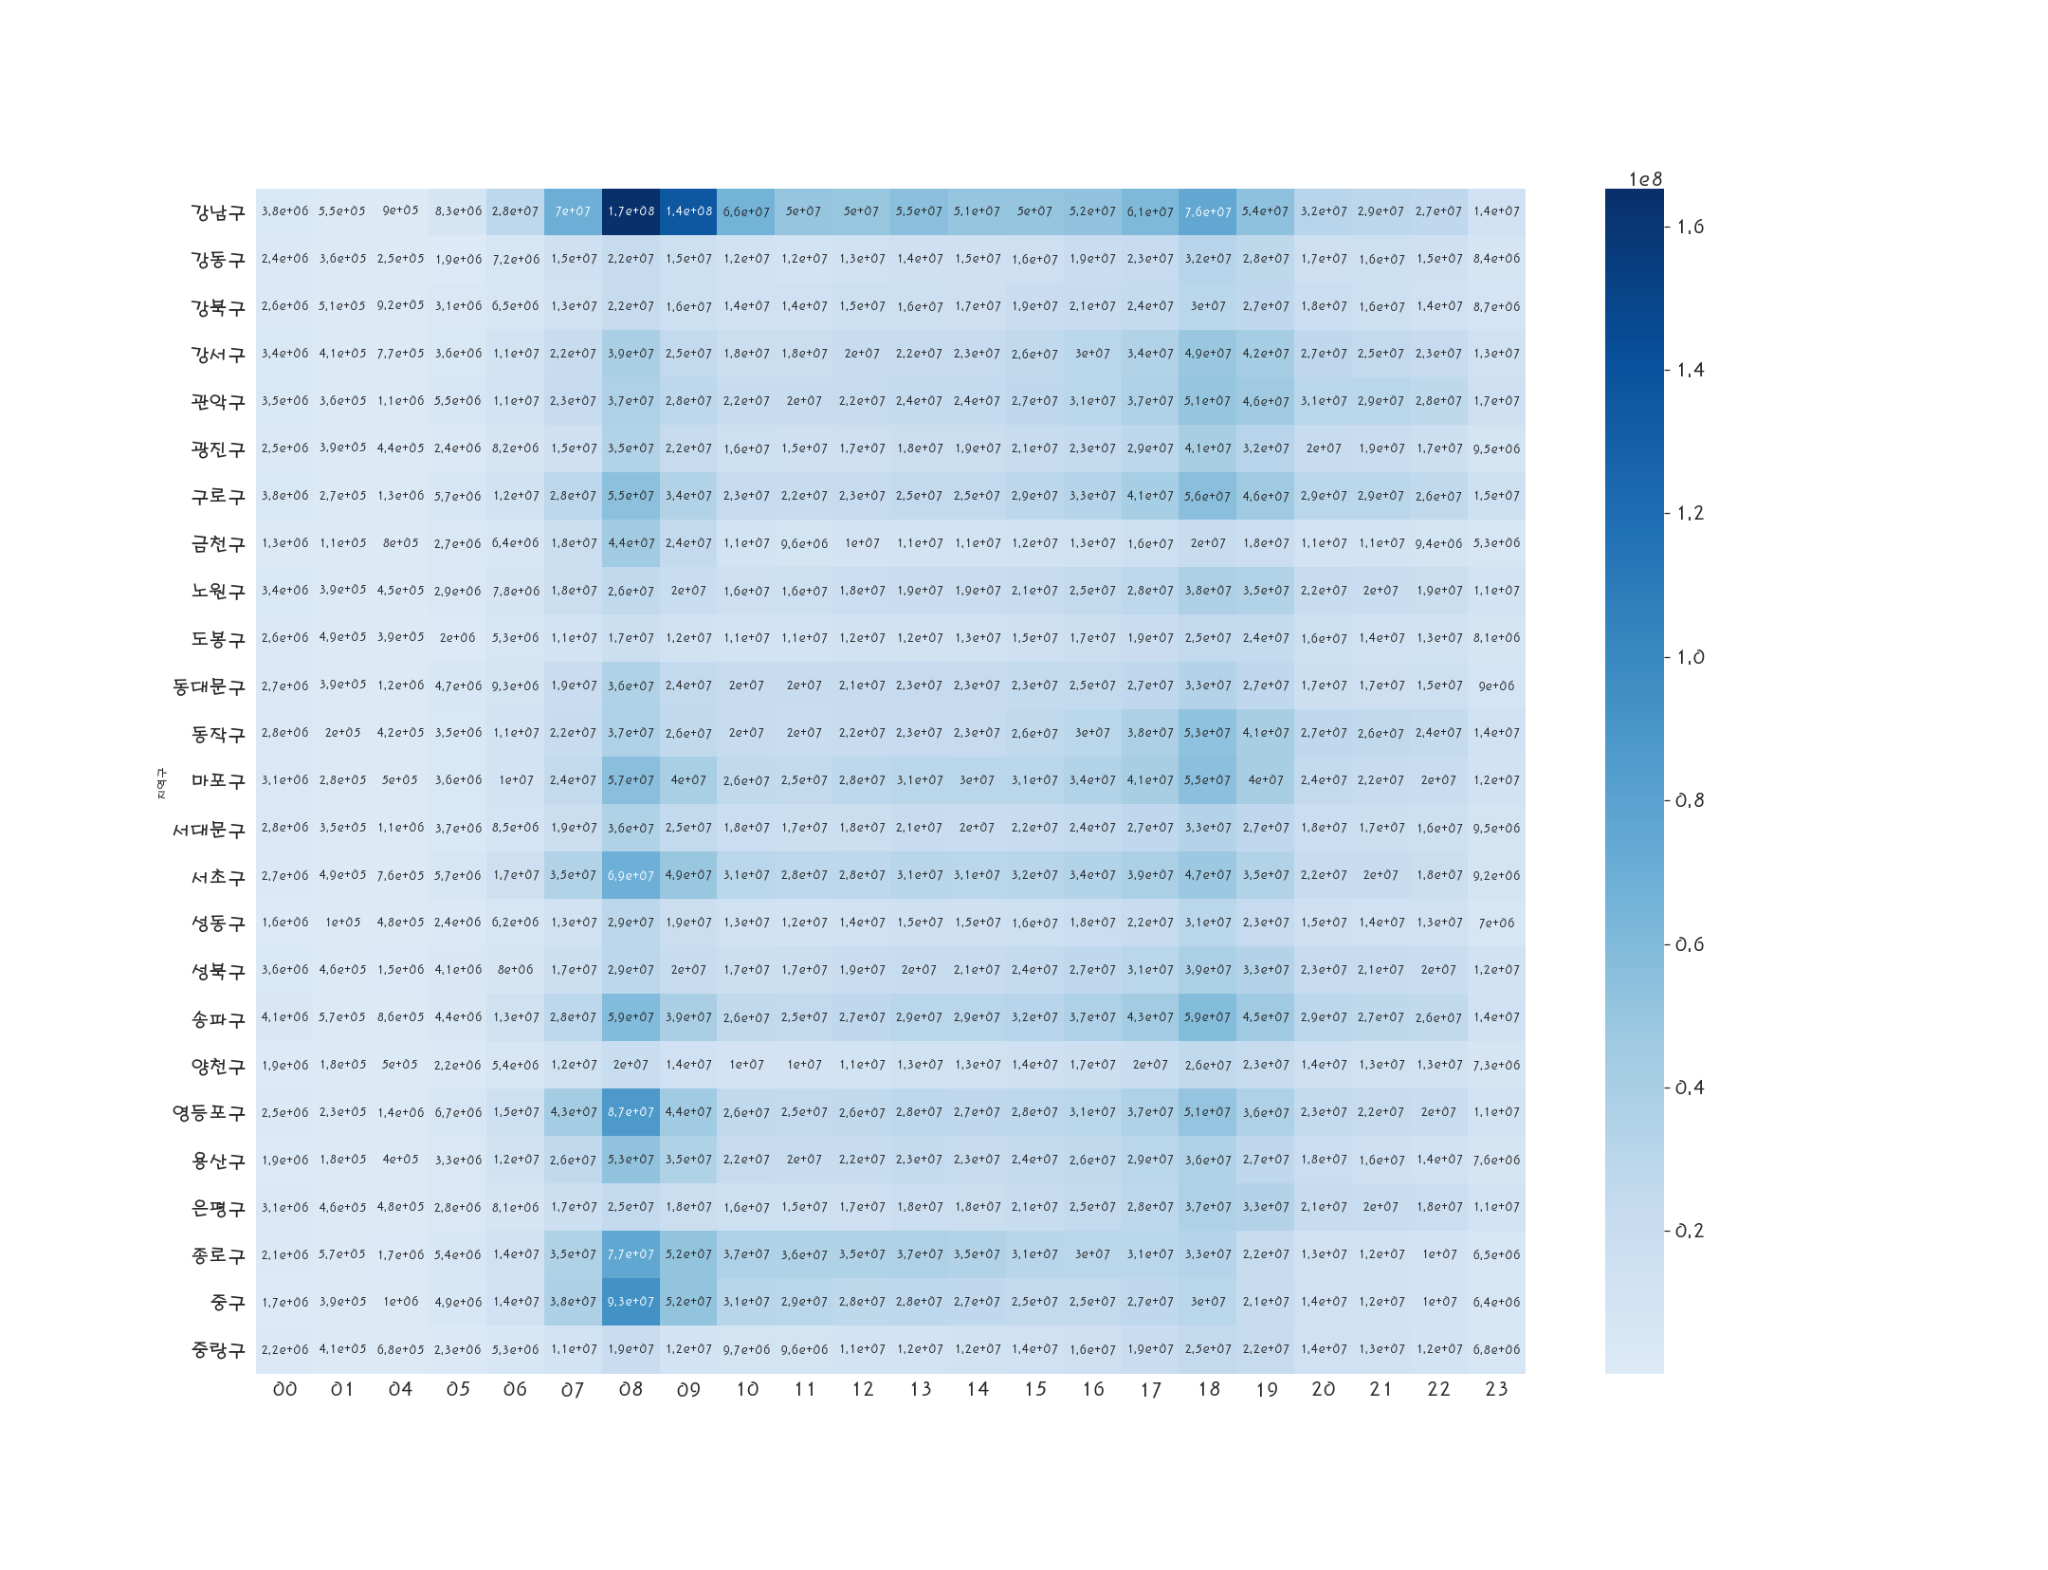 1e8
강남구 3,8e+06 5,5e+05 9e+05 8,3e+06 2,8e+07 7e+07 1,7e+08 1,4e+08 6,6e+07 5e+07 5e+07 5,5e+07 5,1e+07 5e+07 5,2e+07 6,1e+07 7,6e+07 5,4e+07 3,2e+07 2,9e+07 2,7e+07 1,4e+07
1,6
강동구 2,4e+06 3,6e+05 2,5e+05 1,9e+06 7,2e+06 1,5e+07 2,2e+07 1,5e+07 1,2e+07 1,2e+07 1,3e+07 1,4e+07 1,5e+07 1,6e+07 1,9e+07 2,3e+07 3,2e+07 2,8e+07 1,7e+07 1,6e+07 1,5e+07 8,4e+06
강북구 2,6e+06 5,1e+05 9,2e+05 3,1e+06 6,5e+06 1,3e+07 2,2e+07 1,6e+07 1,4e+07 1,4e+07 1,5e+07 1,6e+07 1,7e+07 1,9e+07 2,1e+07 2,4e+07 3e+07 2,7e+07 1,8e+07 1,6e+07 1,4e+07 8,7e+06
강서구 3,4e+06 4,1e+05 7,7e+05 3,6e+06 1,1e+07 2,2e+07 3,9e+07 2,5e+07 1,8e+07 1,8e+07 2e+07 2,2e+07 2,3e+07 2,6e+07 3e+07 3,4e+07 4,9e+07 4,2e+07 2,7e+07 2,5e+07 2,3e+07 1,3e+07
1,4
관악구 3,5e+06 3,6e+05 1,1e+06 5,5e+06 1,1e+07 2,3e+07 3,7e+07 2,8e+07 2,2e+07 2e+07 2,2e+07 2,4e+07 2,4e+07 2,7e+07 3,1e+07 3,7e+07 5,1e+07 4,6e+07 3,1e+07 2,9e+07 2,8e+07 1,7e+07
광진구 2,5e+06 3,9e+05 4,4e+05 2,4e+06 8,2e+06 1,5e+07 3,5e+07 2,2e+07 1,6e+07 1,5e+07 1,7e+07 1,8e+07 1,9e+07 2,1e+07 2,3e+07 2,9e+07 4,1e+07 3,2e+07 2e+07 1,9e+07 1,7e+07 9,5e+06
구로구 3,8e+06 2,7e+05 1,3e+06 5,7e+06 1,2e+07 2,8e+07 5,5e+07 3,4e+07 2,3e+07 2,2e+07 2,3e+07 2,5e+07 2,5e+07 2,9e+07 3,3e+07 4,1e+07 5,6e+07 4,6e+07 2,9e+07 2,9e+07 2,6e+07 1,5e+07
1,2
금천구 1,3e+06 1,1e+05 8e+05 2,7e+06 6,4e+06 1,8e+07 4,4e+07 2,4e+07 1,1e+07 9,6e+06 1e+07 1,1e+07 1,1e+07 1,2e+07 1,3e+07 1,6e+07 2e+07 1,8e+07 1,1e+07 1,1e+07 9,4e+06 5,3e+06
노원구 3,4e+06 3,9e+05 4,5e+05 2,9e+06 7,8e+06 1,8e+07 2,6e+07 2e+07 1,6e+07 1,6e+07 1,8e+07 1,9e+07 1,9e+07 2,1e+07 2,5e+07 2,8e+07 3,8e+07 3,5e+07 2,2e+07 2e+07 1,9e+07 1,1e+07
도봉구 2,6e+06 4,9e+05 3,9e+05 2e+06 5,3e+06 1,1e+07 1,7e+07 1,2e+07 1,1e+07 1,1e+07 1,2e+07 1,2e+07 1,3e+07 1,5e+07 1,7e+07 1,9e+07 2,5e+07 2,4e+07 1,6e+07 1,4e+07 1,3e+07 8,1e+06
1,0
동대문구 2,7e+06 3,9e+05 1,2e+06 4,7e+06 9,3e+06 1,9e+07 3,6e+07 2,4e+07 2e+07 2e+07 2,1e+07 2,3e+07 2,3e+07 2,3e+07 2,5e+07 2,7e+07 3,3e+07 2,7e+07 1,7e+07 1,7e+07 1,5e+07 9e+06
동작구 2,8e+06 2e+05 4,2e+05 3,5e+06 1,1e+07 2,2e+07 3,7e+07 2,6e+07 2e+07 2e+07 2,2e+07 2,3e+07 2,3e+07 2,6e+07 3e+07 3,8e+07 5,3e+07 4,1e+07 2,7e+07 2,6e+07 2,4e+07 1,4e+07
지역구
마포구 3,1e+06 2,8e+05 5e+05 3,6e+06 1e+07 2,4e+07 5,7e+07 4e+07 2,6e+07 2,5e+07 2,8e+07 3,1e+07 3e+07 3,1e+07 3,4e+07 4,1e+07 5,5e+07 4e+07 2,4e+07 2,2e+07 2e+07 1,2e+07
0,8
서대문구 2,8e+06 3,5e+05 1,1e+06 3,7e+06 8,5e+06 1,9e+07 3,6e+07 2,5e+07 1,8e+07 1,7e+07 1,8e+07 2,1e+07 2e+07 2,2e+07 2,4e+07 2,7e+07 3,3e+07 2,7e+07 1,8e+07 1,7e+07 1,6e+07 9,5e+06
서초구 2,7e+06 4,9e+05 7,6e+05 5,7e+06 1,7e+07 3,5e+07 6,9e+07 4,9e+07 3,1e+07 2,8e+07 2,8e+07 3,1e+07 3,1e+07 3,2e+07 3,4e+07 3,9e+07 4,7e+07 3,5e+07 2,2e+07 2e+07 1,8e+07 9,2e+06
성동구 1,6e+06 1e+05 4,8e+05 2,4e+06 6,2e+06 1,3e+07 2,9e+07 1,9e+07 1,3e+07 1,2e+07 1,4e+07 1,5e+07 1,5e+07 1,6e+07 1,8e+07 2,2e+07 3,1e+07 2,3e+07 1,5e+07 1,4e+07 1,3e+07 7e+06
0,6
성북구 3,6e+06 4,6e+05 1,5e+06 4,1e+06 8e+06 1,7e+07 2,9e+07 2e+07 1,7e+07 1,7e+07 1,9e+07 2e+07 2,1e+07 2,4e+07 2,7e+07 3,1e+07 3,9e+07 3,3e+07 2,3e+07 2,1e+07 2e+07 1,2e+07
송파구 4,1e+06 5,7e+05 8,6e+05 4,4e+06 1,3e+07 2,8e+07 5,9e+07 3,9e+07 2,6e+07 2,5e+07 2,7e+07 2,9e+07 2,9e+07 3,2e+07 3,7e+07 4,3e+07 5,9e+07 4,5e+07 2,9e+07 2,7e+07 2,6e+07 1,4e+07
양천구 1,9e+06 1,8e+05 5e+05 2,2e+06 5,4e+06 1,2e+07 2e+07 1,4e+07 1e+07 1e+07 1,1e+07 1,3e+07 1,3e+07 1,4e+07 1,7e+07 2e+07 2,6e+07 2,3e+07 1,4e+07 1,3e+07 1,3e+07 7,3e+06
0,4
영등포구 2,5e+06 2,3e+05 1,4e+06 6,7e+06 1,5e+07 4,3e+07 8,7e+07 4,4e+07 2,6e+07 2,5e+07 2,6e+07 2,8e+07 2,7e+07 2,8e+07 3,1e+07 3,7e+07 5,1e+07 3,6e+07 2,3e+07 2,2e+07 2e+07 1,1e+07
용산구 1,9e+06 1,8e+05 4e+05 3,3e+06 1,2e+07 2,6e+07 5,3e+07 3,5e+07 2,2e+07 2e+07 2,2e+07 2,3e+07 2,3e+07 2,4e+07 2,6e+07 2,9e+07 3,6e+07 2,7e+07 1,8e+07 1,6e+07 1,4e+07 7,6e+06
은평구 3,1e+06 4,6e+05 4,8e+05 2,8e+06 8,1e+06 1,7e+07 2,5e+07 1,8e+07 1,6e+07 1,5e+07 1,7e+07 1,8e+07 1,8e+07 2,1e+07 2,5e+07 2,8e+07 3,7e+07 3,3e+07 2,1e+07 2e+07 1,8e+07 1,1e+07
0,2
종로구 2,1e+06 5,7e+05 1,7e+06 5,4e+06 1,4e+07 3,5e+07 7,7e+07 5,2e+07 3,7e+07 3,6e+07 3,5e+07 3,7e+07 3,5e+07 3,1e+07 3e+07 3,1e+07 3,3e+07 2,2e+07 1,3e+07 1,2e+07 1e+07 6,5e+06
중구 1,7e+06 3,9e+05 1e+06 4,9e+06 1,4e+07 3,8e+07 9,3e+07 5,2e+07 3,1e+07 2,9e+07 2,8e+07 2,8e+07 2,7e+07 2,5e+07 2,5e+07 2,7e+07 3e+07 2,1e+07 1,4e+07 1,2e+07 1e+07 6,4e+06
중랑구 2,2e+06 4,1e+05 6,8e+05 2,3e+06 5,3e+06 1,1e+07 1,9e+07 1,2e+07 9,7e+06 9,6e+06 1,1e+07 1,2e+07 1,2e+07 1,4e+07 1,6e+07 1,9e+07 2,5e+07 2,2e+07 1,4e+07 1,3e+07 1,2e+07 6,8e+06
00 01 04 05 06 07 08 09 10 11 12 13 14 15 16 17 18 19 20 21 22 23